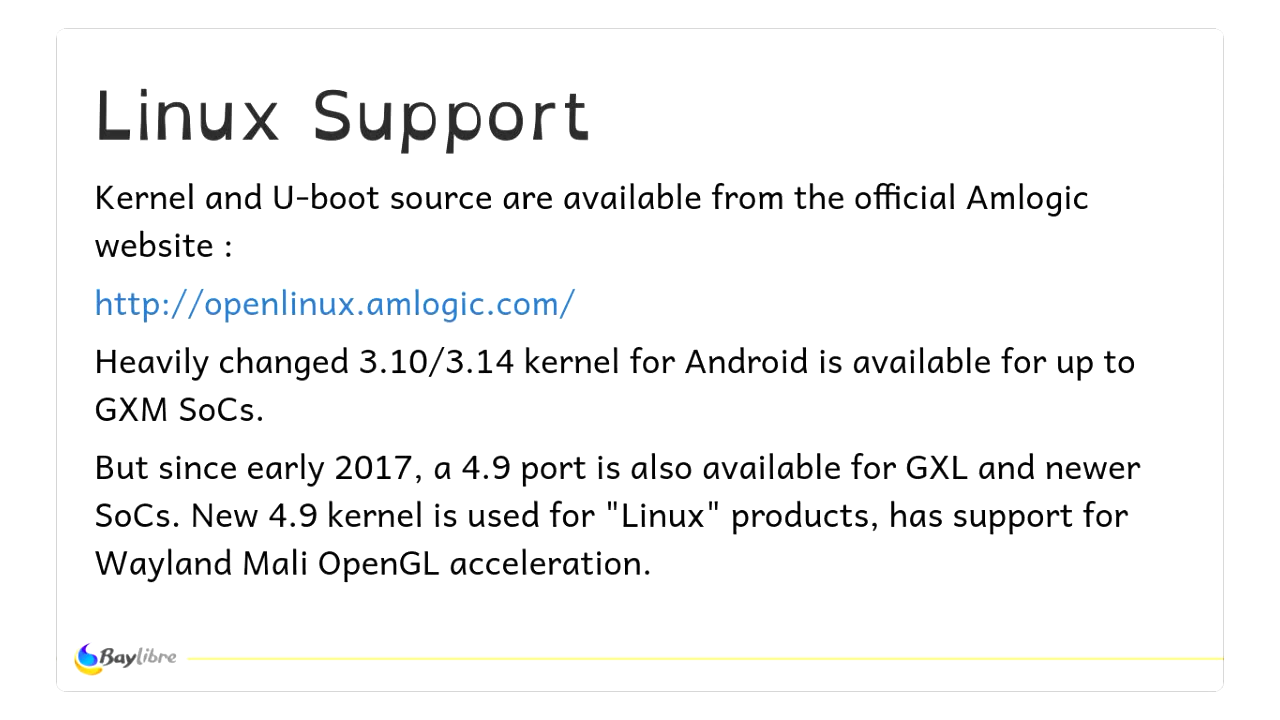 Linux Support
Kernel and U-boot source are available from the official Amlogic
website :
http://openlinux.amlogic.com/
Heavily changed 3.10/3.14 kernel for Android is available for up to
GXM SoCs.
But since early 2017, a 4.9 port is also available for GXL and newer
SoCs. New 4.9 kernel is used for "Linux" products, has support for
Wayland Mali OpenGL acceleration.
Baylibre